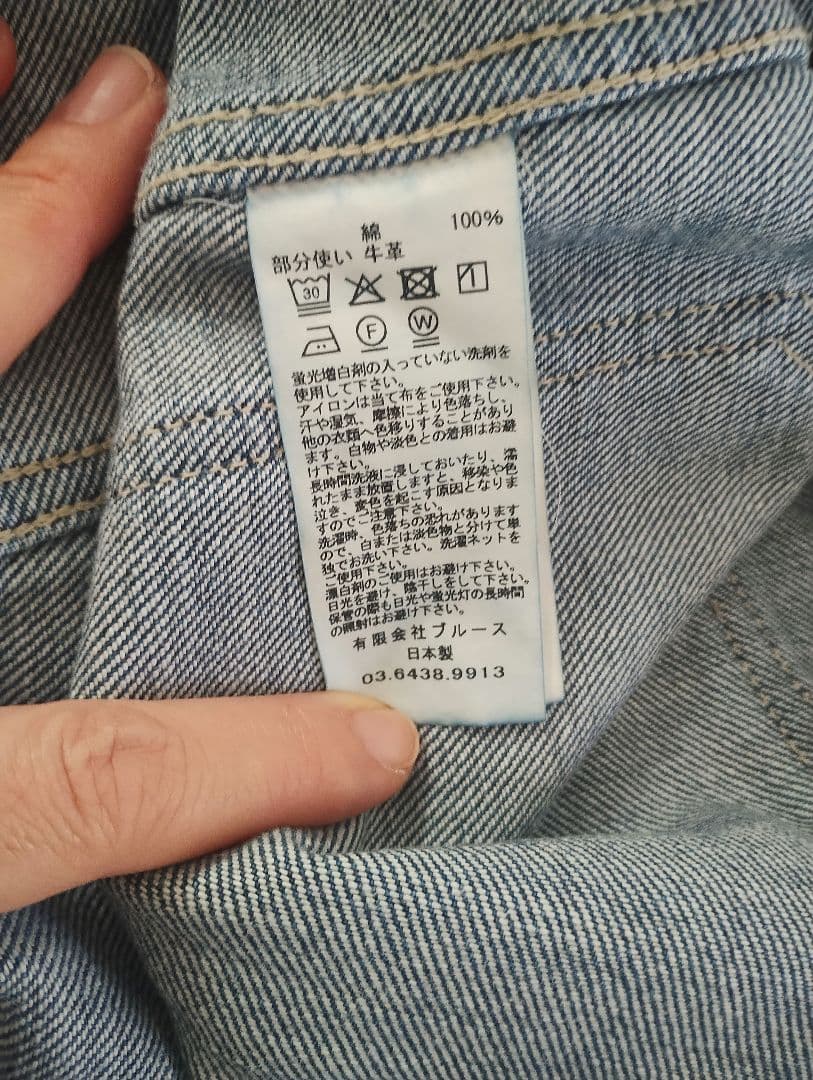 綿 100%
部分使い 牛革
30
F W
蛍光増白剤の入っていない洗剤を
使用して下さい。
アイロンは当て布をご使用下さい。
汗や湿気、摩擦により色落ちし、
他の衣類へ色移りすることがあり
ます。白物や淡色との着用はお避
け下さい。
長時間洗液に浸しておいたり、濡
れたまま放置しますと、移染や色
泣き、変色を起こす原因となりま
すのでご注意下さい。
洗濯時、色落ちの恐れがあります
ので、白または淡色物と分けて単
独でお洗い下さい。洗濯ネットを
ご使用下さい。
漂白剤のご使用はお避け下さい。
日光を避け、陰干しをして下さい。
保管の際も日光や蛍光灯の長時間
の照射はお避け下さい。
有限会社ブルース
日本製
03.6438.9913